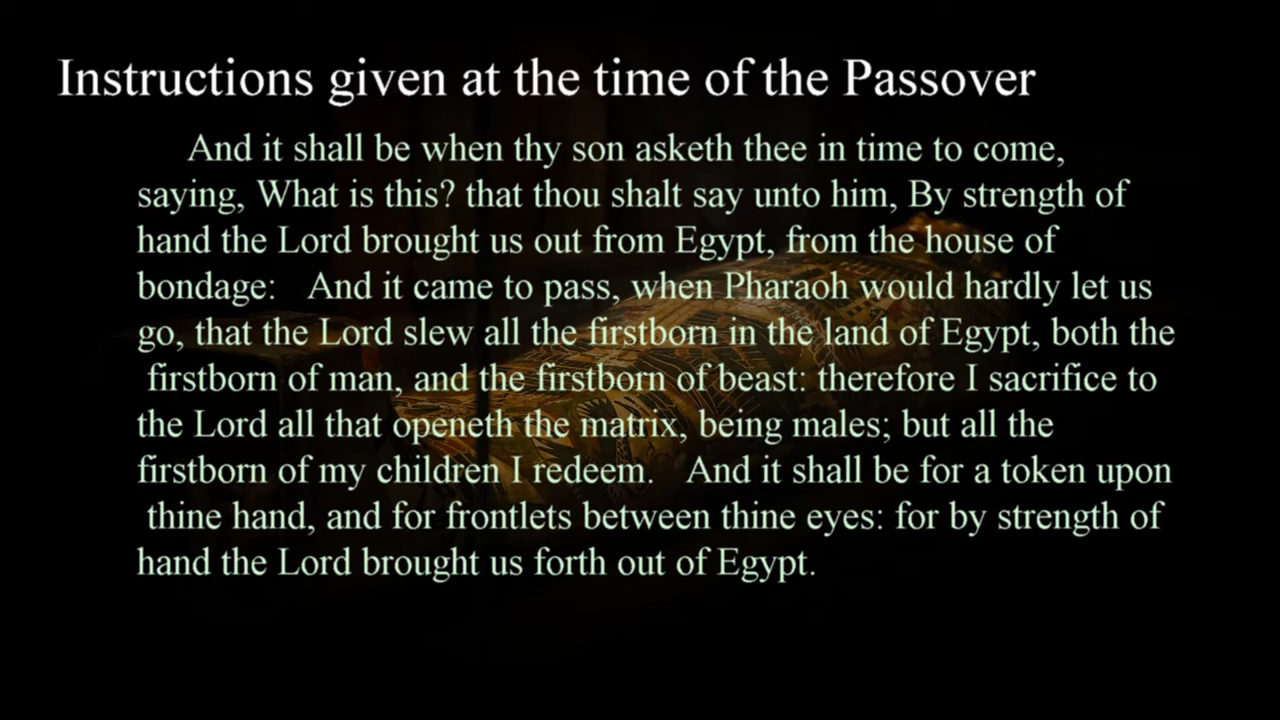 Instructions given at the time of the Passover
And it shall be when thy son asketh thee in time to come,
saying, What is this? that thou shalt say unto him, By strength of
hand the Lord brought us out from Egypt, from the house of
bondage: And it came to pass, when Pharaoh would hardly let us
go, that the Lord slew all the firstborn in the land of Egypt, both the
firstborn of man, and the firstborn of beast: therefore I sacrifice to
the Lord all that openeth the matrix, being males; but all the
firstborn of my children I redeem. And it shall be for a token upon
thine hand, and for frontlets between thine eyes: for by strength of
hand the Lord brought us forth out of Egypt.